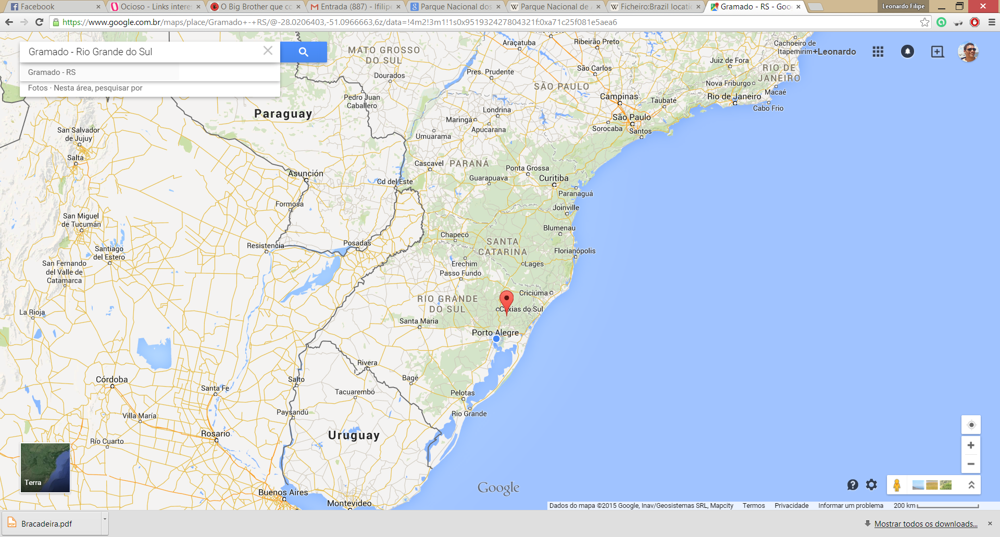 Facebook
Ocioso - Links intere
O Big Brother que co
Entrada (887) - lfilipe
Parque Nacional dos
Parque Nacional de A
Ficheiro:Brazil locatio
Gramado - RS - Goo
Leonardo Filipe
https://www.google.com.br/maps/place/Gramado+-+RS/@-28.0206403,-51.0966663,6z/data=!4m2!3m1!1s0x951932427804321f:0xa71c25f081e5aea6
Gramado - Rio Grande do Sul
Gramado - RS
Fotos · Nesta área, pesquisar por
+Leonardo
MATO GROSSO
DO SUL
Araçatuba
Ribeirão Preto
Cachoeiro de
Itapemirim
Dourados
Pres. Prudente
São Carlos
Juiz de Fora
RIO DE
JANEIRO
Nova Friburgo
SÃO PAULO
Macaé
Pedro Juan
Caballero
Campinas
Taubaté
Rio de Janeiro
Cabo Frio
Paraguay
Londrina
Maringá
Apucarana
São Paulo
Sorocaba
Santos
Umuarama
San Salvador
de Jujuy
Salta
Cascavel
PARANÁ
Ponta Grossa
Asunción
Guarapuava
Curitiba
Cd del Este
Paranaguá
Formosa
Joinville
San Miguel
de Tucumán
Blumenau
Chapecó
SANTA
CATARINA
Resistencia
Posadas
Florianópolis
Santiago
del Estero
San Fernando
del Valle de
Catamarca
Erechim
Lages
Passo Fundo
Criciúma
RIO GRANDE
DO SUL
Caxias do Sul
La Rioja
Santa Maria
Porto Alegre
Rivera
Bagé
Córdoba
Salto
Santa Fe
Tacuarembó
Pelotas
Paysandú
Rio Grande
Villa María
Rosario
Uruguay
Río Cuarto
Terra
Buenos Aires
Montevideo
Google
Dados do mapa ©2015 Google, Inav/Geosistemas SRL, Mapcity
Termos
Privacidade
Informar um problema
200 km
Bracadeira.pdf
Mostrar todos os downloads...